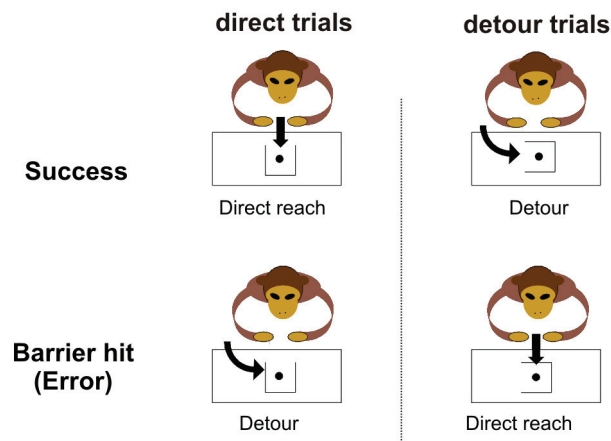 direct trials
detour trials
Success
Direct reach
Detour
Barrier hit
(Error)
Detour
Direct reach